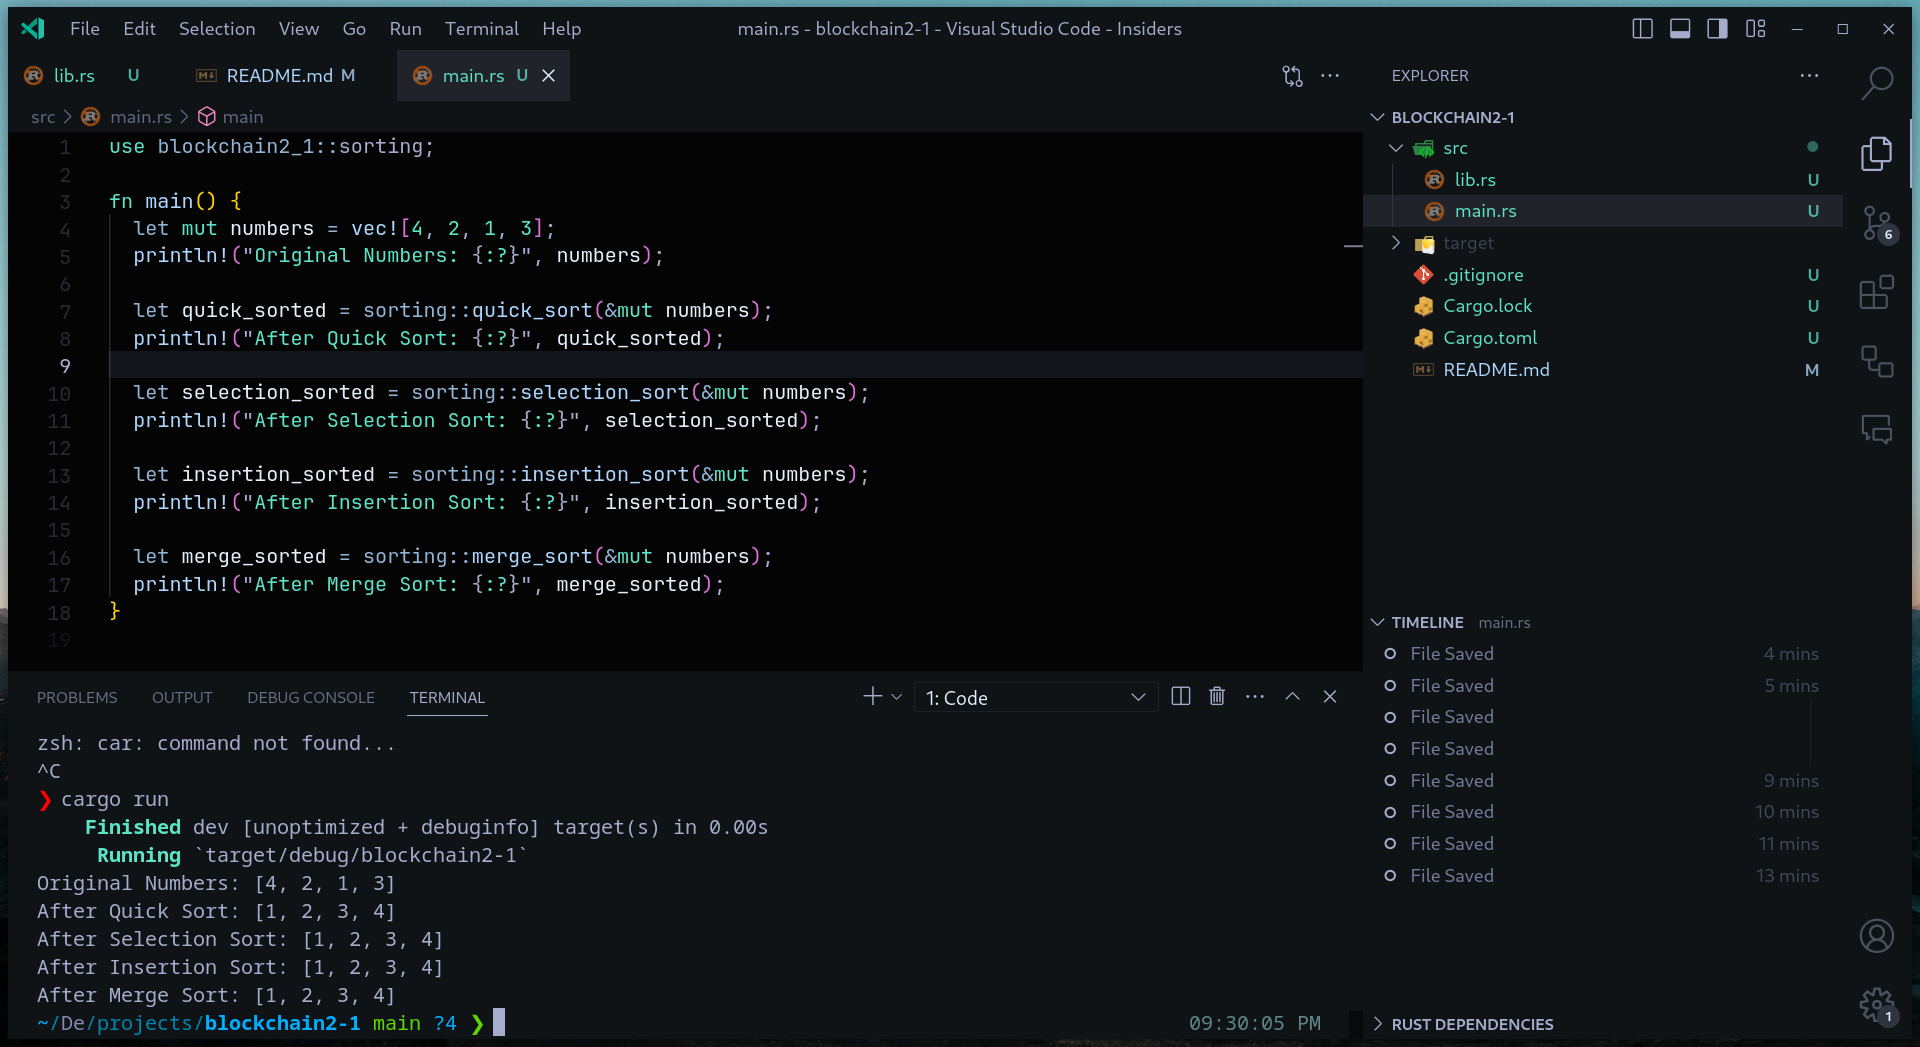 File Edit Selection View Go Run Terminal Help
main.rs - blockchain2-1 - Visual Studio Code - Insiders
lib.rs U
README.md M
main.rs U
src > main.rs > main
1 use blockchain2_1::sorting;
2
3 fn main() {
4 let mut numbers = vec![4, 2, 1, 3];
5 println!("Original Numbers: {:?}", numbers);
6
7 let quick_sorted = sorting::quick_sort(&mut numbers);
8 println!("After Quick Sort: {:?}", quick_sorted);
9
10 let selection_sorted = sorting::selection_sort(&mut numbers);
11 println!("After Selection Sort: {:?}", selection_sorted);
12
13 let insertion_sorted = sorting::insertion_sort(&mut numbers);
14 println!("After Insertion Sort: {:?}", insertion_sorted);
15
16 let merge_sorted = sorting::merge_sort(&mut numbers);
17 println!("After Merge Sort: {:?}", merge_sorted);
18 }
19
PROBLEMS OUTPUT DEBUG CONSOLE TERMINAL
1: Code
zsh: car: command not found...
^C
❯ cargo run
Finished dev [unoptimized + debuginfo] target(s) in 0.00s
Running `target/debug/blockchain2-1`
Original Numbers: [4, 2, 1, 3]
After Quick Sort: [1, 2, 3, 4]
After Selection Sort: [1, 2, 3, 4]
After Insertion Sort: [1, 2, 3, 4]
After Merge Sort: [1, 2, 3, 4]
~/De/projects/blockchain2-1 main ?4 ❯
09:30:05 PM
EXPLORER
BLOCKCHAIN2-1
src
lib.rs U
main.rs U
target
.gitignore U
Cargo.lock U
Cargo.toml U
README.md M
TIMELINE main.rs
File Saved 4 mins
File Saved 5 mins
File Saved
File Saved
File Saved 9 mins
File Saved 10 mins
File Saved 11 mins
File Saved 13 mins
RUST DEPENDENCIES
6
1